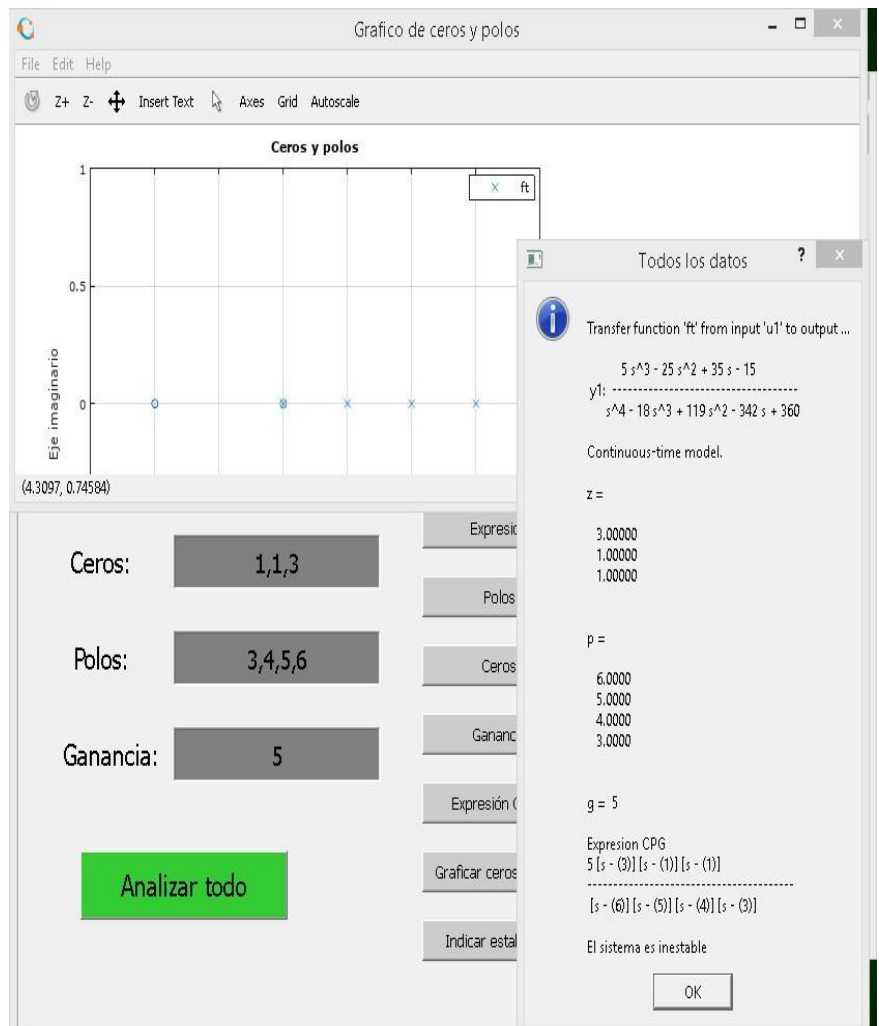 Grafico de ceros y polos
File Edit Help
Z+ Z- Insert Text Axes Grid Autoscale
Ceros y polos
1
0.5
0
Eje imaginario
x ft
(4.3097, 0.74584)
Ceros:
1,1,3
Polos:
3,4,5,6
Ganancia:
5
Analizar todo
Polos
Ceros
Graficar ceros
Todos los datos ?
Transfer function 'ft' from input 'u1' to output ...
5 s^3 - 25 s^2 + 35 s - 15
y1: ------------------------------------
s^4 - 18 s^3 + 119 s^2 - 342 s + 360
Continuous-time model.
z =
3.00000
1.00000
1.00000
p =
6.0000
5.0000
4.0000
3.0000
g = 5
Expresion CPG
5 [s - (3)] [s - (1)] [s - (1)]
----------------------------------------
[s - (6)] [s - (5)] [s - (4)] [s - (3)]
El sistema es inestable
OK